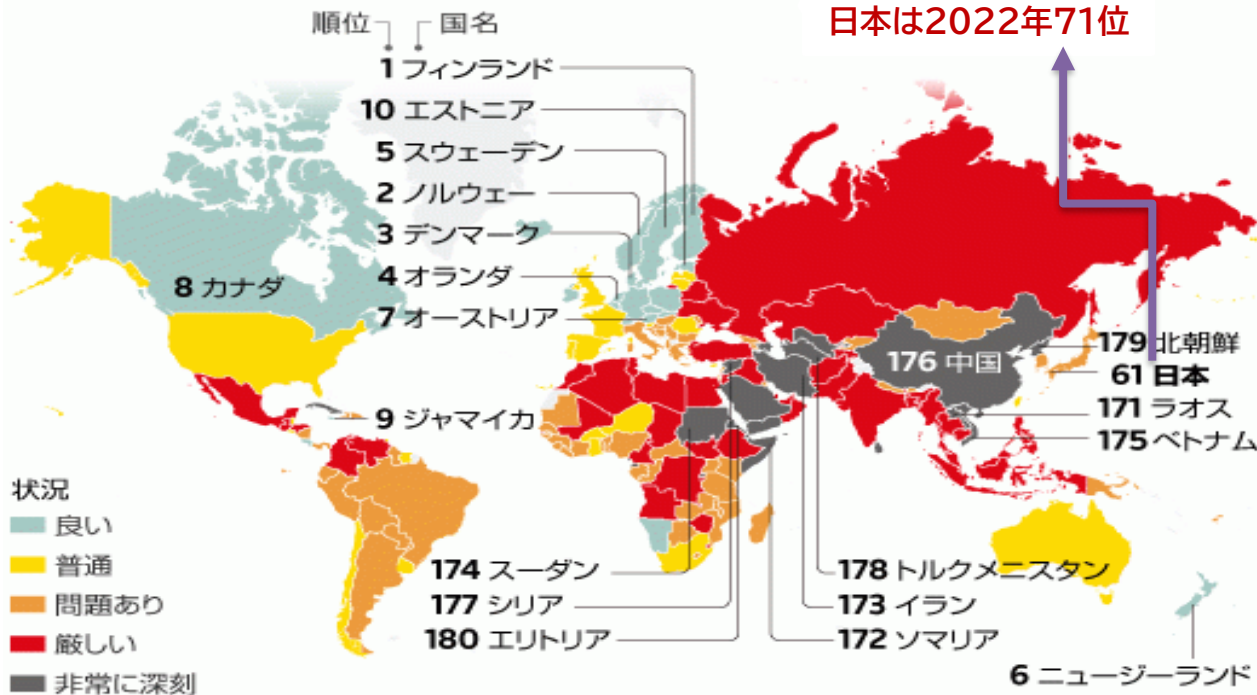 日本は2022年71位
順位 国名
1 フィンランド
10 エストニア
5 スウェーデン
2 ノルウェー
3 デンマーク
4 オランダ
7 オーストリア
8 カナダ
9 ジャマイカ
176 中国
179 北朝鮮
61 日本
171 ラオス
175 ベトナム
状況
良い
普通
問題あり
厳しい
非常に深刻
174 スーダン
177 シリア
180 エリトリア
178 トルクメニスタン
173 イラン
172 ソマリア
6 ニュージーランド